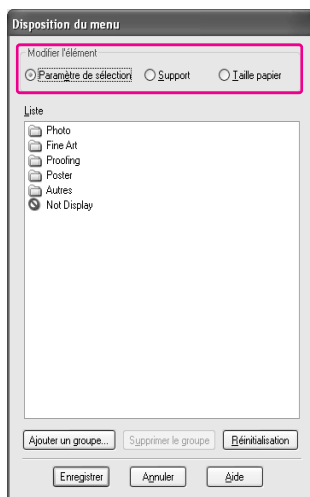 Disposition du menu
Modifier l'élément
Paramètre de sélection Support Taille papier
Liste
Photo
Fine Art
Proofing
Poster
Autres
Not Display
Ajouter un groupe... Supprimer le groupe Réinitialisation
Enregistrer Annuler Aide